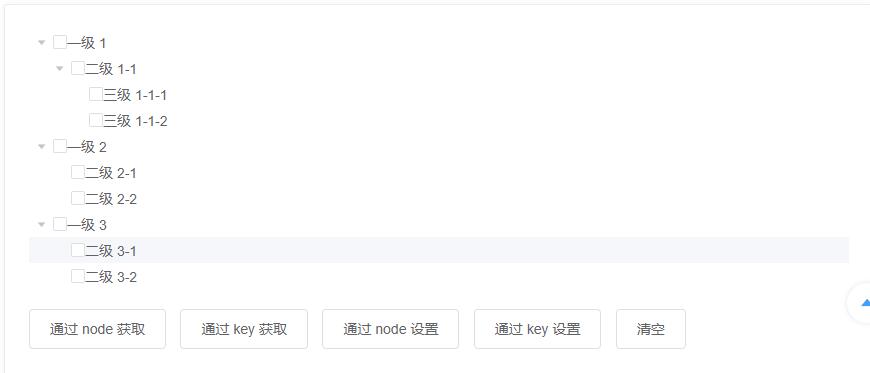 一级 1
二级 1-1
三级 1-1-1
三级 1-1-2
一级 2
二级 2-1
二级 2-2
一级 3
二级 3-1
二级 3-2
通过 node 获取 通过 key 获取 通过 node 设置 通过 key 设置 清空